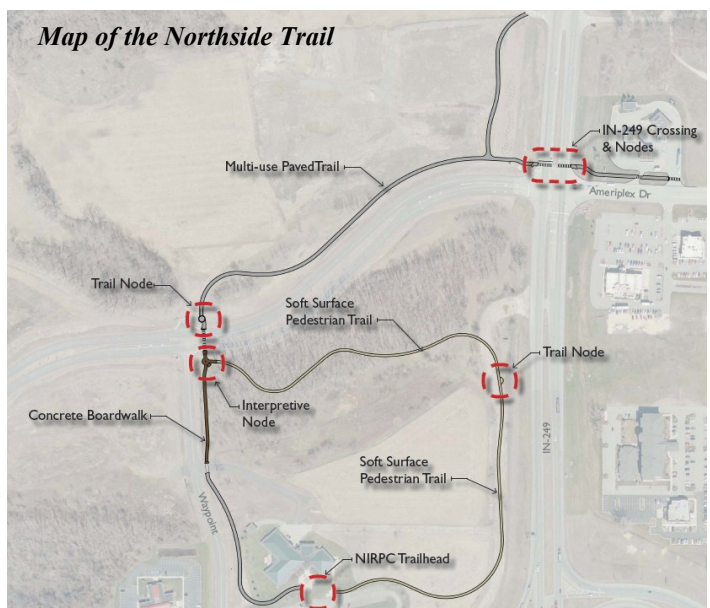 Map of the Northside Trail
IN-249 Crossing
& Nodes
Multi-use PavedTrail
Ameriplex Dr
Trail Node
Soft Surface
Pedestrian Trail
Trail Node
Interpretive
Node
Concrete Boardwalk
IN-249
Soft Surface
Pedestrian Trail
Waypoint
NIRPC Trailhead